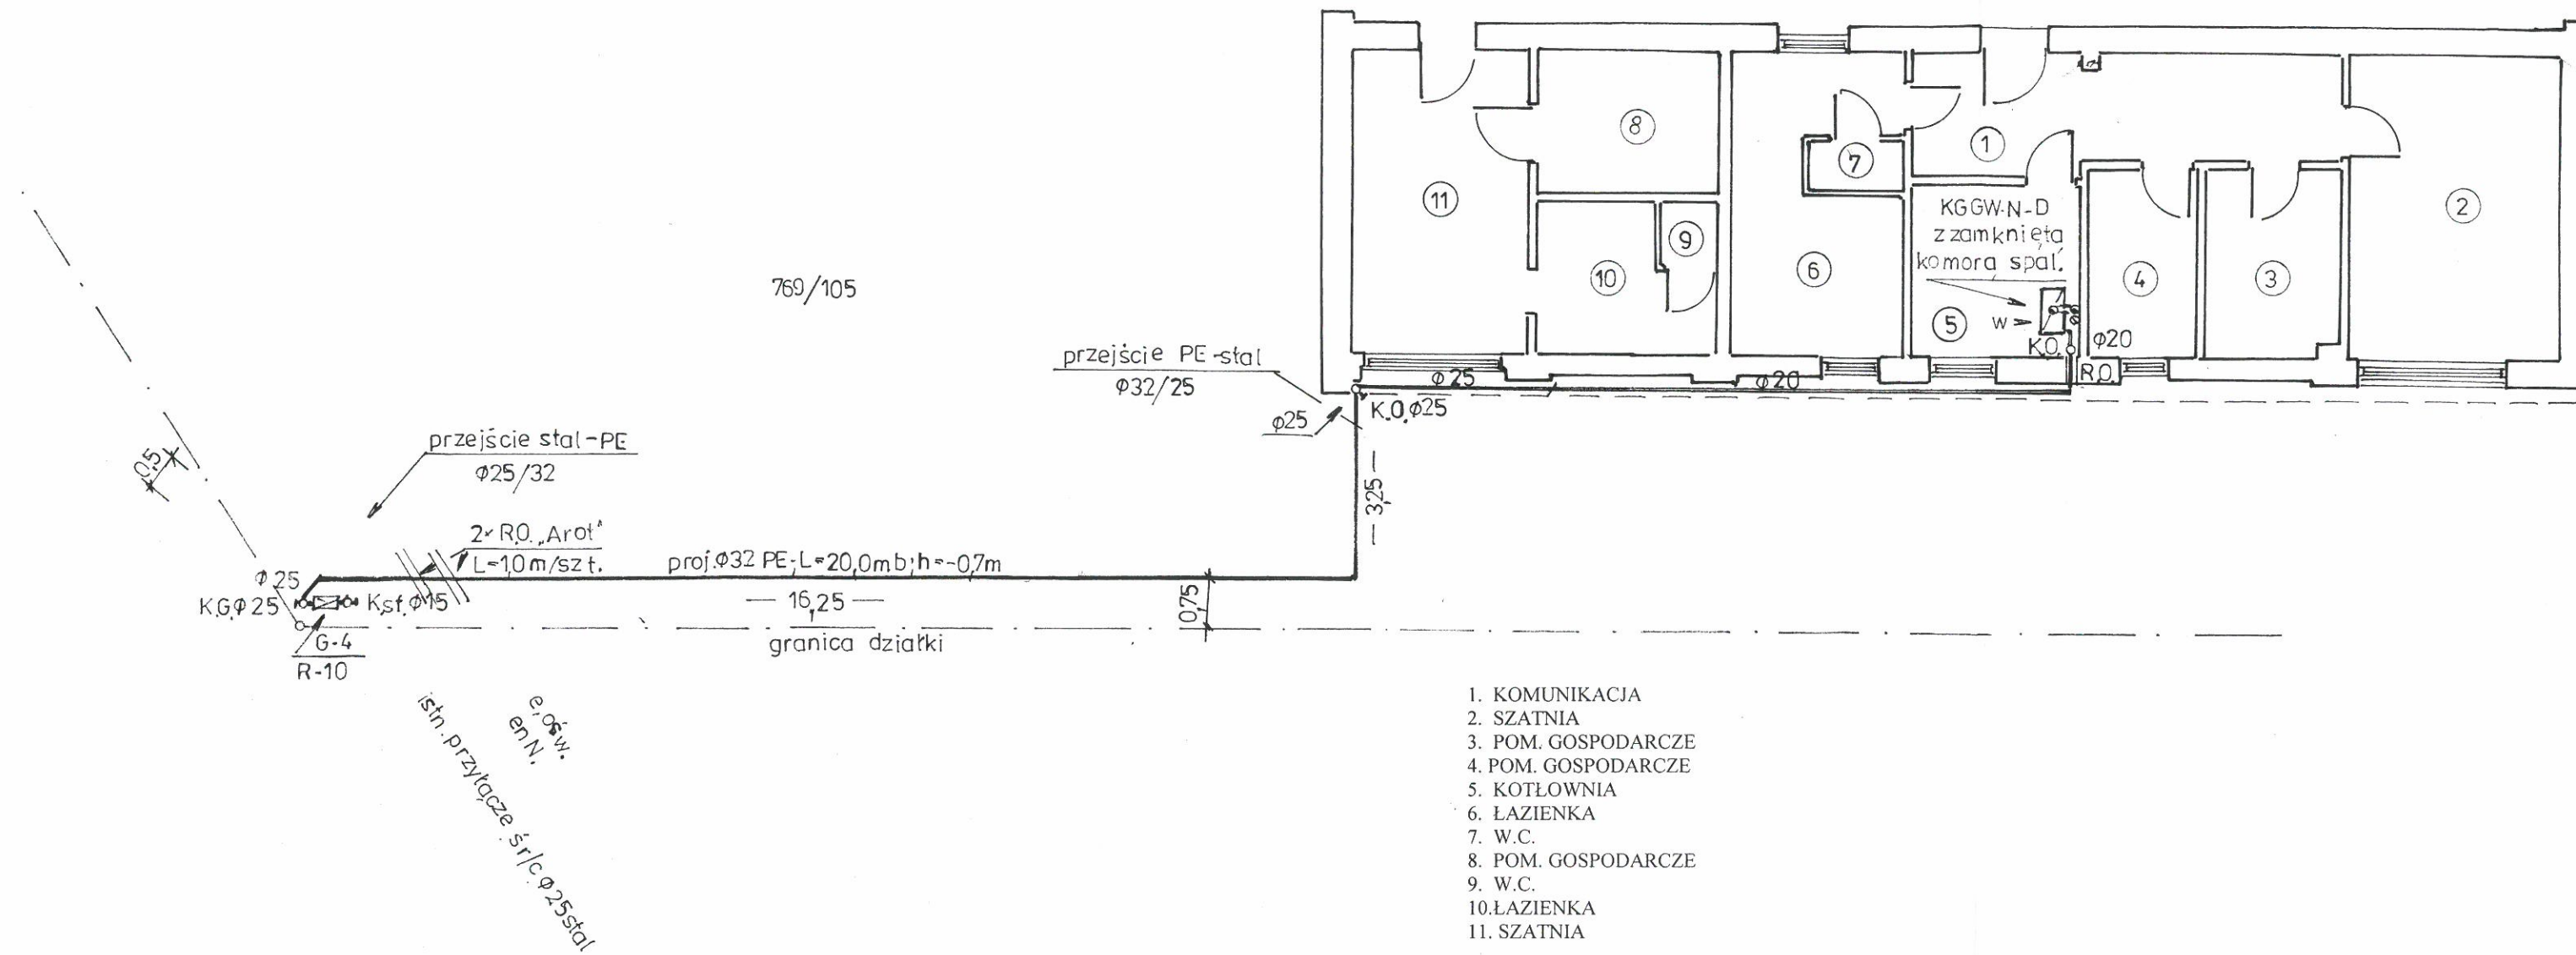 8
7
1
11
9
10
6
KGGW-N-D
z zamknięta
komorą spal.
W
5
4
3
2
K.O.
φ20
R.O.
769/105
przejście PE-stal
φ32/25
φ25
φ20
K.O.φ25
φ25
3,25
przejście stal-PE
φ25/32
0,5
2× R.O. „Arot"
L=1,0m/szt.
proj.φ32 PE; L=20,0mb; h=-0,7m
φ25
K.G.φ25
K.sf.φ15
16,25
0,75
granica działki
G-4
R-10
e, ośw.
enN.
istn. przyłącze śr/c φ25stal
1. KOMUNIKACJA
2. SZATNIA
3. POM. GOSPODARCZE
4. POM. GOSPODARCZE
5. KOTŁOWNIA
6. ŁAZIENKA
7. W.C.
8. POM. GOSPODARCZE
9. W.C.
10.ŁAZIENKA
11. SZATNIA